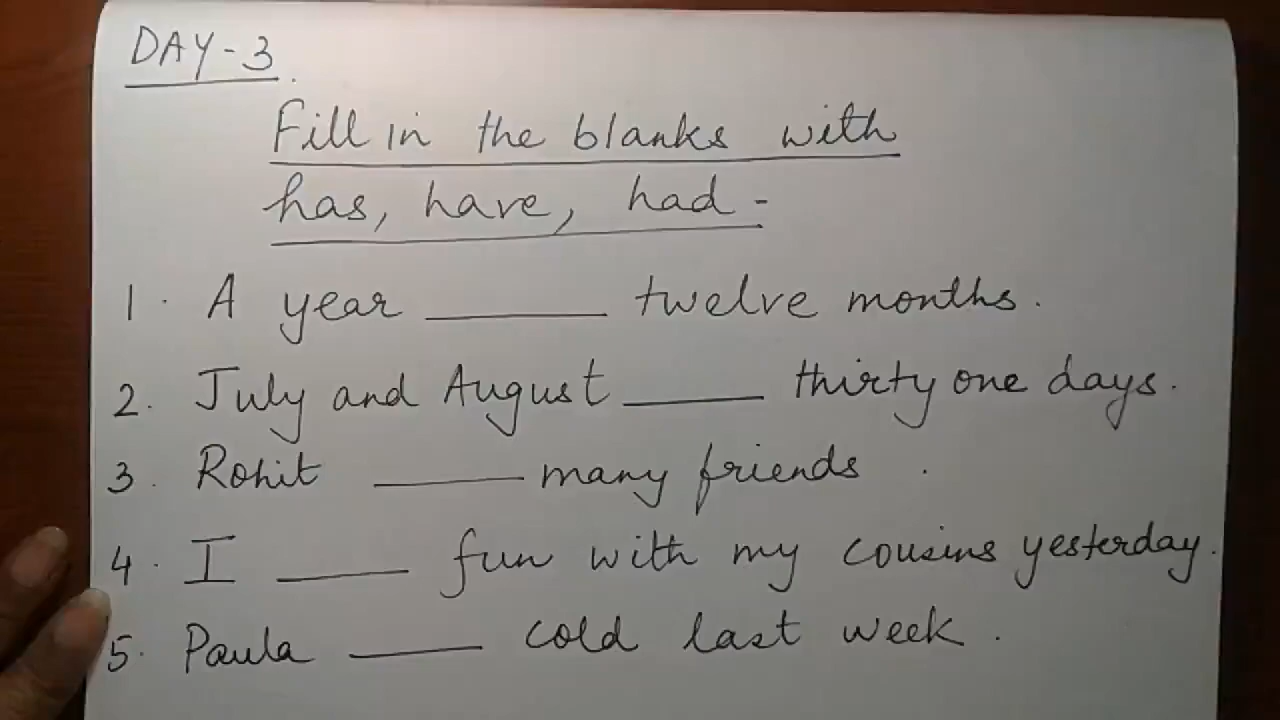 DAY-3.
Fill in the blanks with
has, have, had -
1. A year ______ twelve months.
2. July and August ______ thirty one days.
3. Rohit ______ many friends.
4. I ______ fun with my cousins yesterday.
5. Paula ______ cold last week.